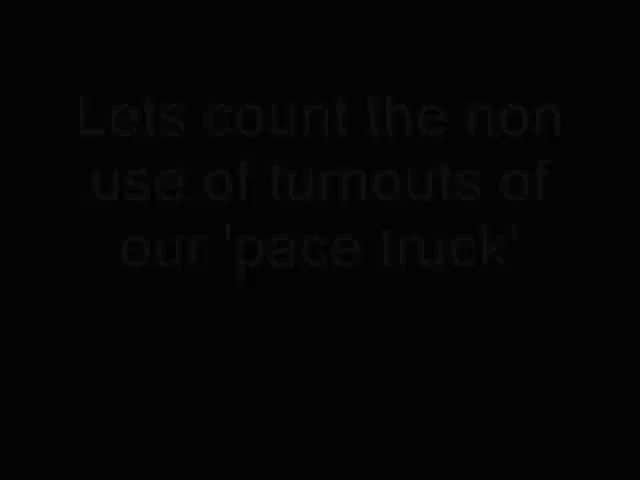 Lets count the non
use of turnouts of
our 'pace truck'